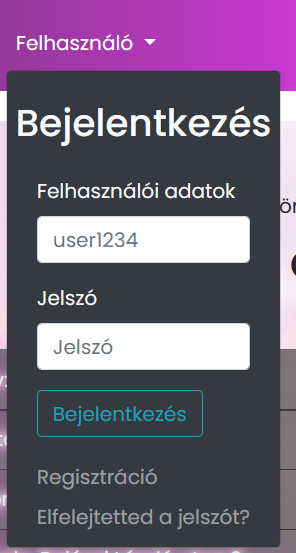 Felhasználó
Bejelentkezés
Felhasználói adatok
user1234
Jelszó
Jelszó
Bejelentkezés
Regisztráció
Elfelejtetted a jelszót?